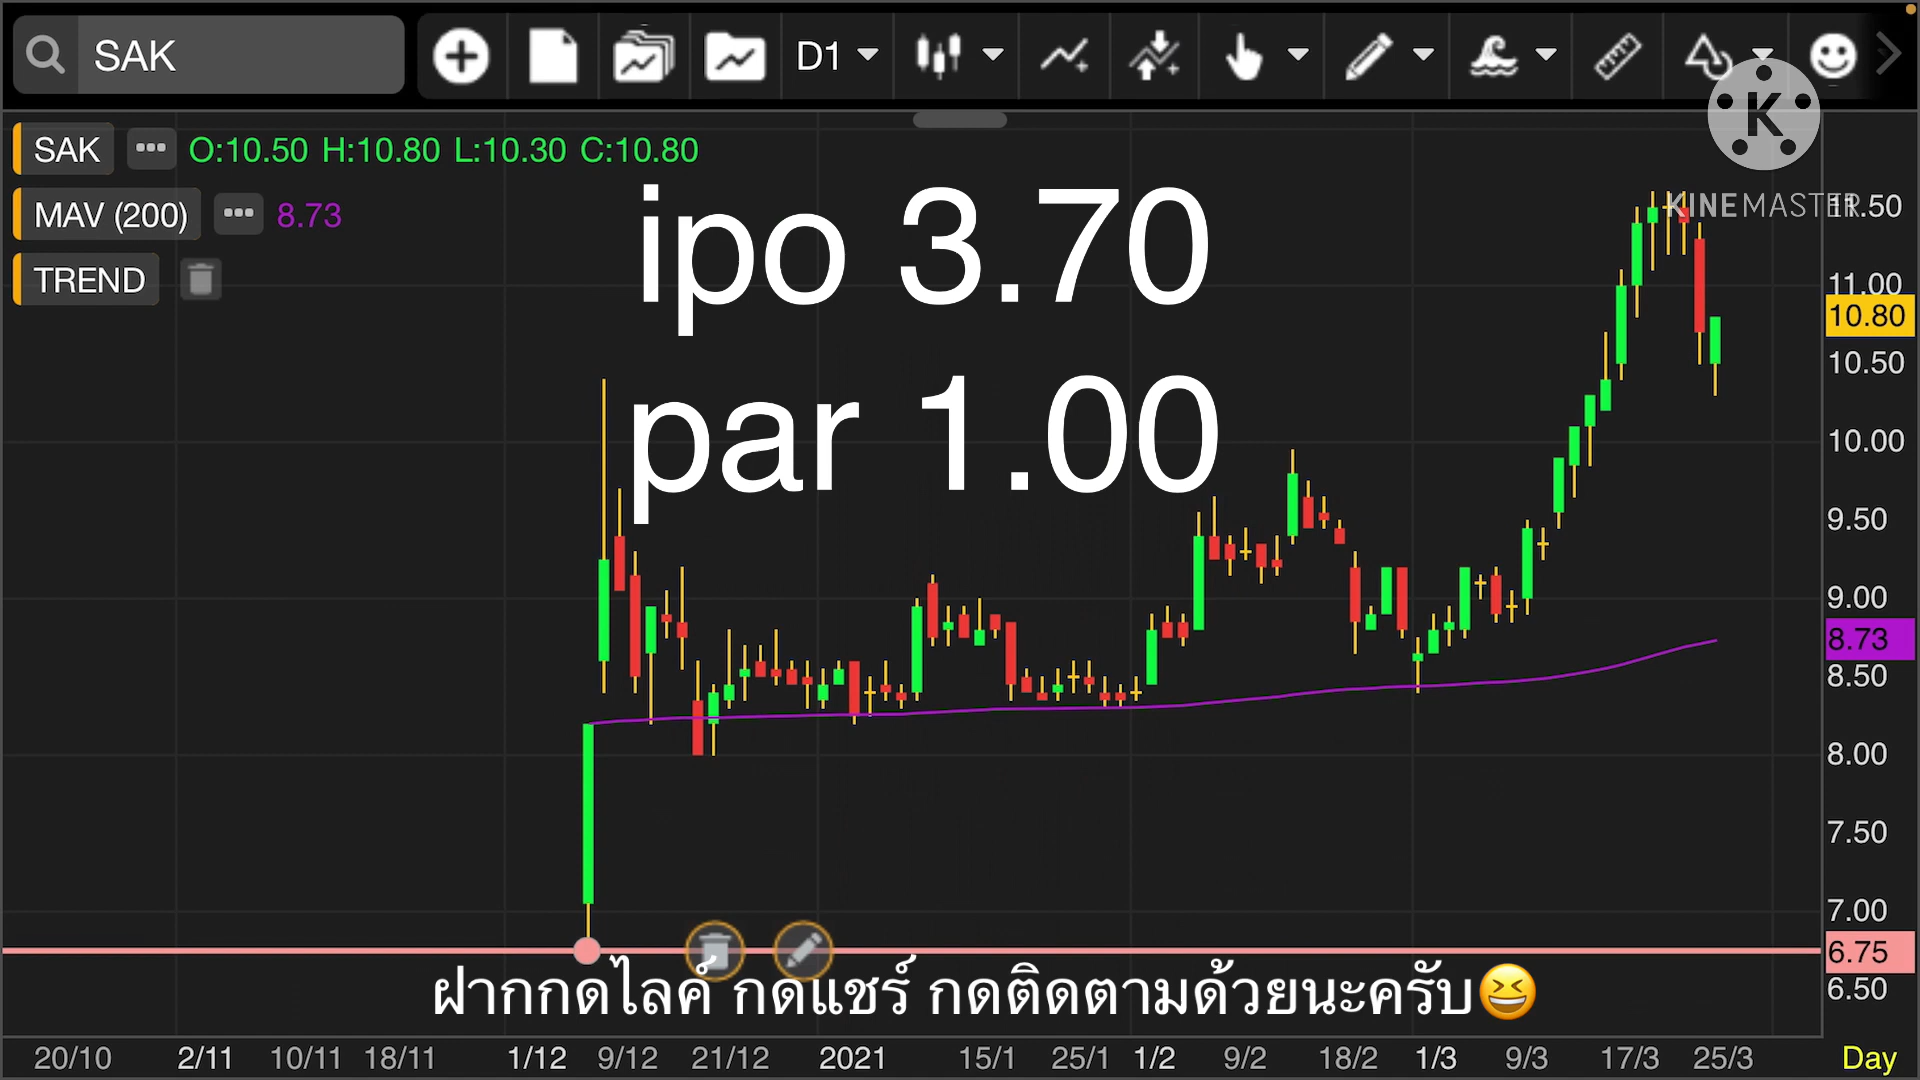 SAK
D1
SAK ••• O:10.50 H:10.80 L:10.30 C:10.80
MAV (200) ••• 8.73
TREND
K
KINEMASTER
ipo 3.70
par 1.00
11.50
11.00
10.80
10.50
10.00
9.50
9.00
8.73
8.50
8.00
7.50
7.00
6.75
6.50
ฝากกดไลค์ กดแชร์ กดติดตามด้วยนะครับ😆
20/10 2/11 10/11 18/11 1/12 9/12 21/12 2021 15/1 25/1 1/2 9/2 18/2 1/3 9/3 17/3 25/3 Day